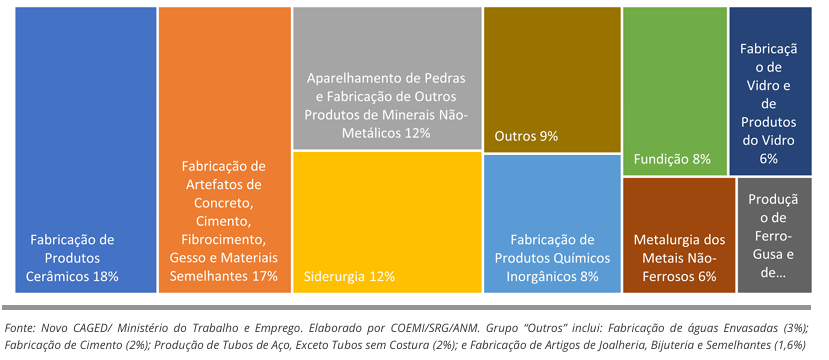 Fabricação de
Produtos
Cerâmicos 18%
Fabricação de
Artefatos de
Concreto,
Cimento,
Fibrocimento,
Gesso e Materiais
Semelhantes 17%
Aparelhamento de Pedras
e Fabricação de Outros
Produtos de Minerais Não-
Metálicos 12%
Siderurgia 12%
Outros 9%
Fabricação de
Produtos Químicos
Inorgânicos 8%
Fundição 8%
Metalurgia dos
Metais Não-
Ferrosos 6%
Fabricaçã
o de
Vidro e
de
Produtos
do Vidro
6%
Produçã
o de
Ferro-
Gusa e
de...
Fonte: Novo CAGED/ Ministério do Trabalho e Emprego. Elaborado por COEMI/SRG/ANM. Grupo “Outros” inclui: Fabricação de águas Envasadas (3%);
Fabricação de Cimento (2%); Produção de Tubos de Aço, Exceto Tubos sem Costura (2%); e Fabricação de Artigos de Joalheria, Bijuteria e Semelhantes (1,6%)